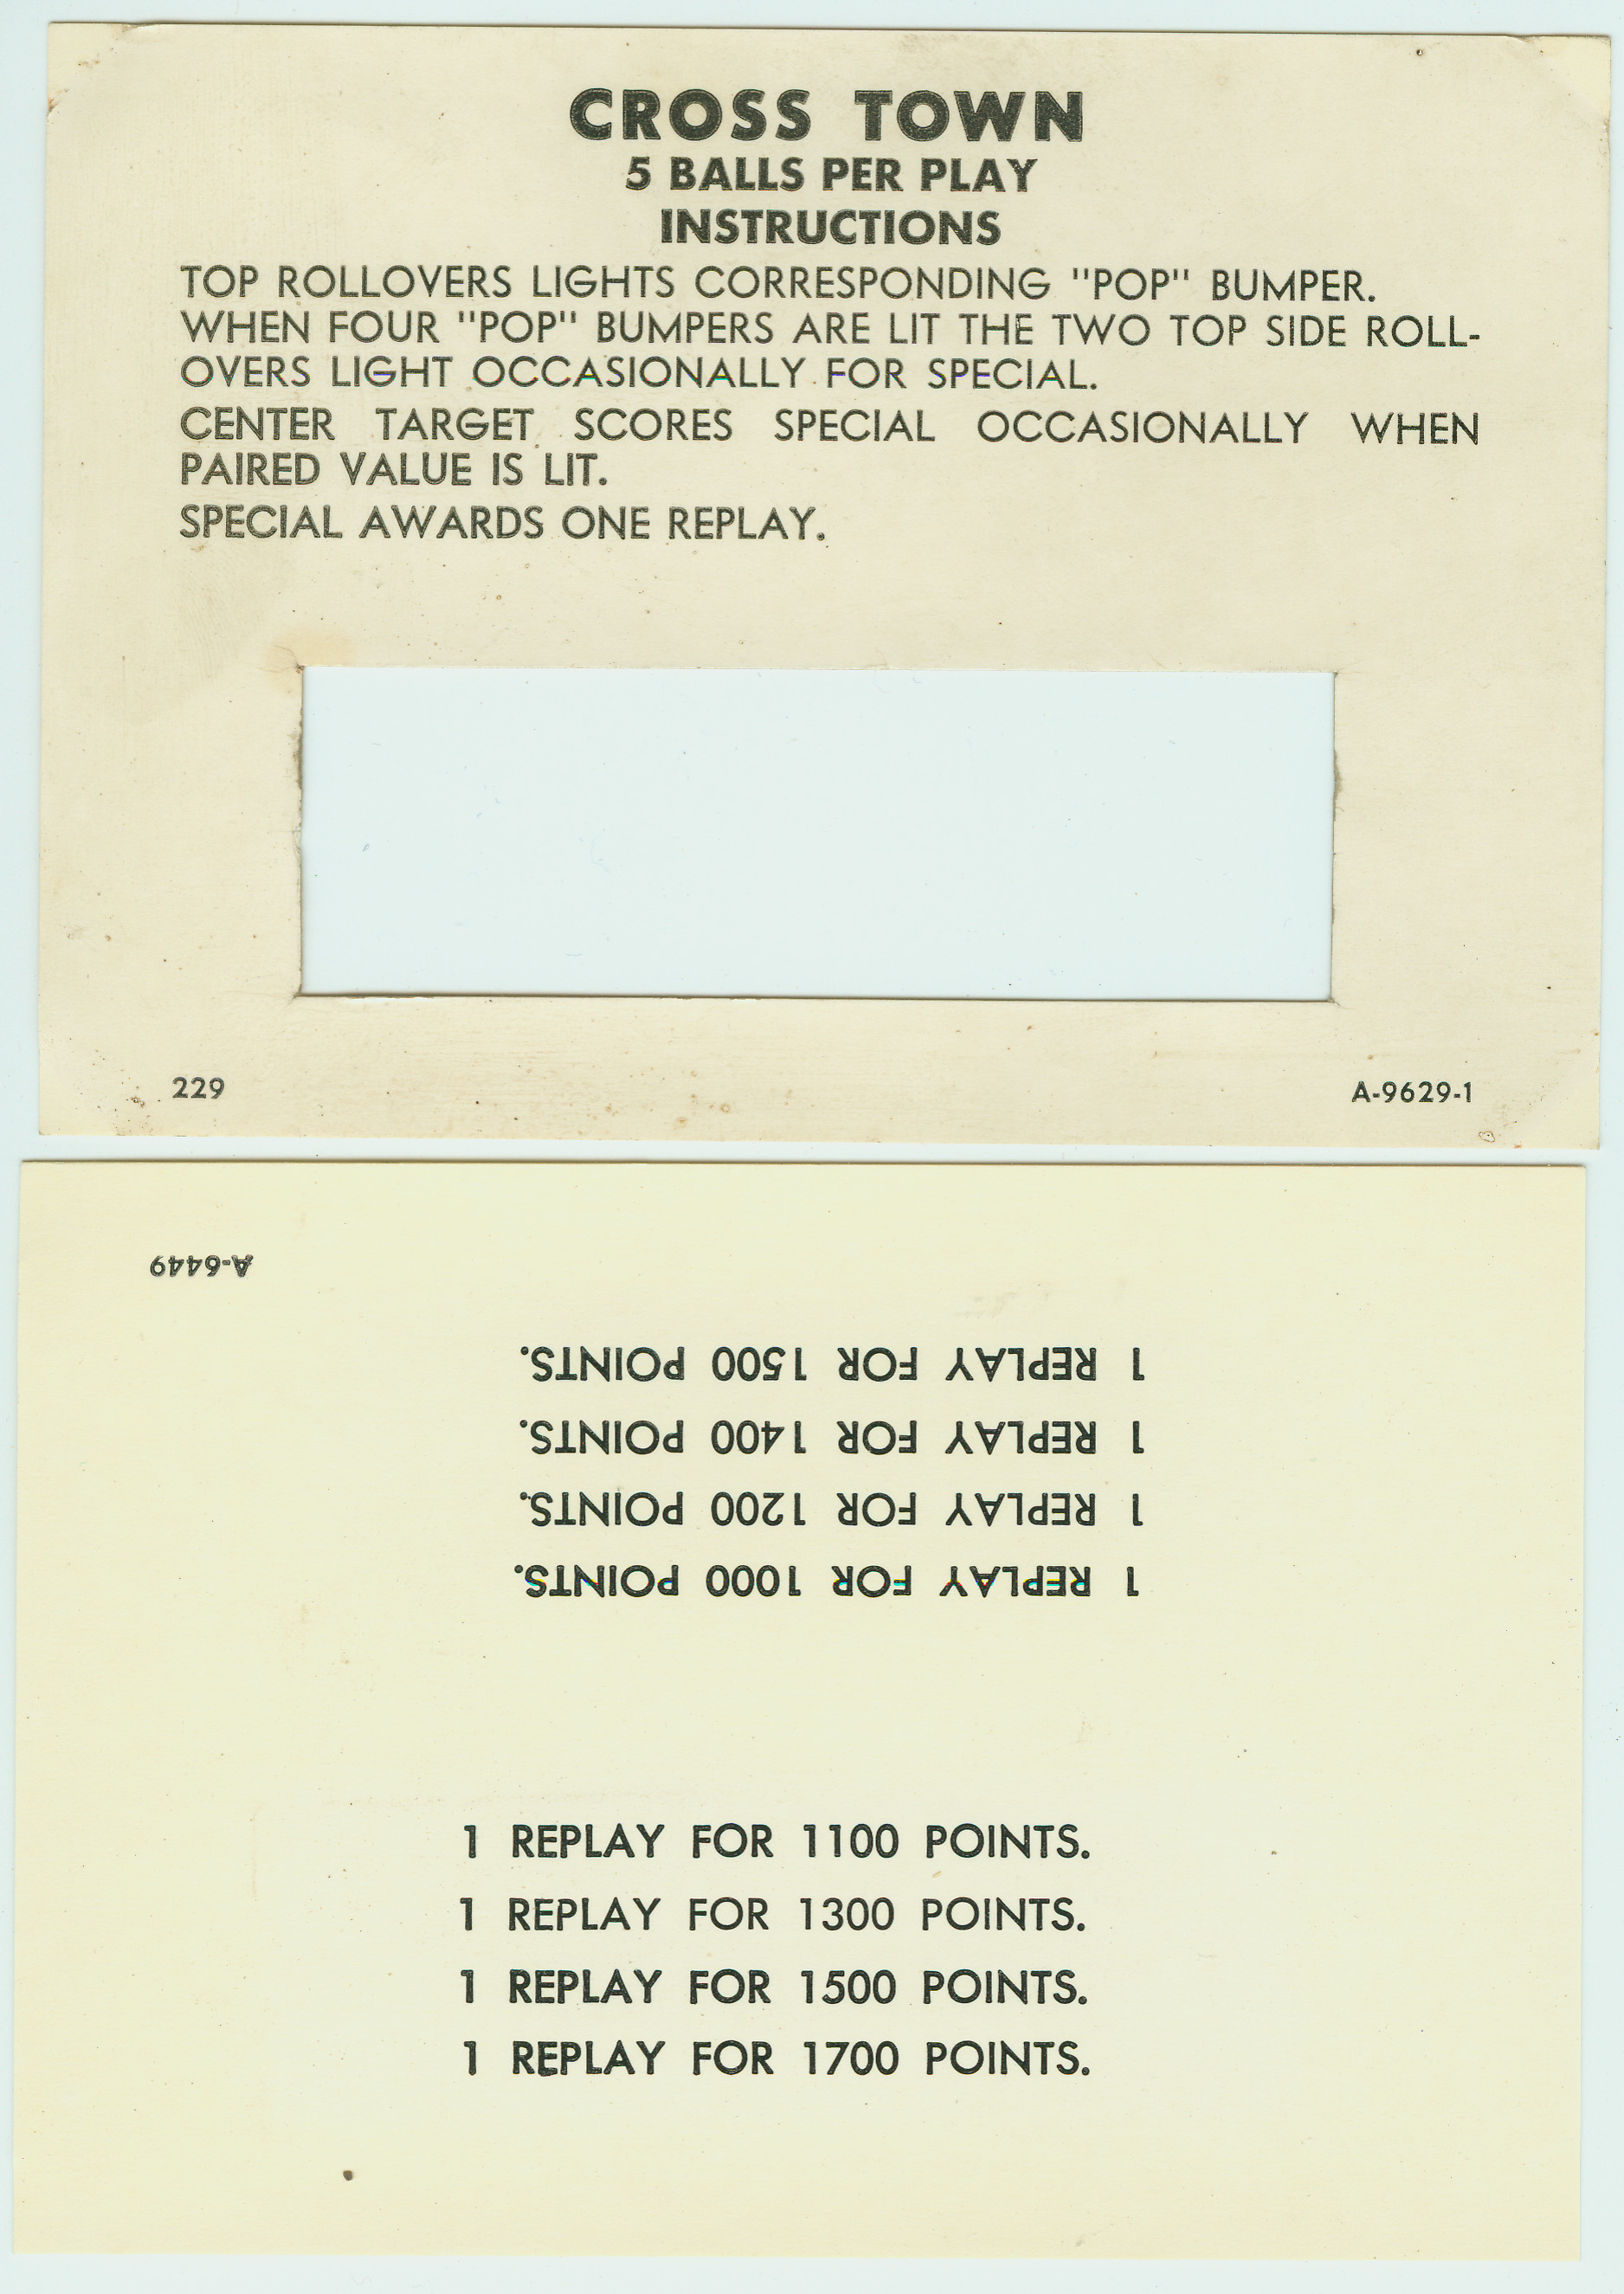 CROSS TOWN
5 BALLS PER PLAY
INSTRUCTIONS
TOP ROLLOVERS LIGHTS CORRESPONDING "POP" BUMPER.
WHEN FOUR "POP" BUMPERS ARE LIT THE TWO TOP SIDE ROLL-
OVERS LIGHT OCCASIONALLY FOR SPECIAL.
CENTER TARGET SCORES SPECIAL OCCASIONALLY WHEN
PAIRED VALUE IS LIT.
SPECIAL AWARDS ONE REPLAY.
229
A-9629-1
A-6449
1 REPLAY FOR 1500 POINTS.
1 REPLAY FOR 1400 POINTS.
1 REPLAY FOR 1200 POINTS.
1 REPLAY FOR 1000 POINTS.
1 REPLAY FOR 1100 POINTS.
1 REPLAY FOR 1300 POINTS.
1 REPLAY FOR 1500 POINTS.
1 REPLAY FOR 1700 POINTS.